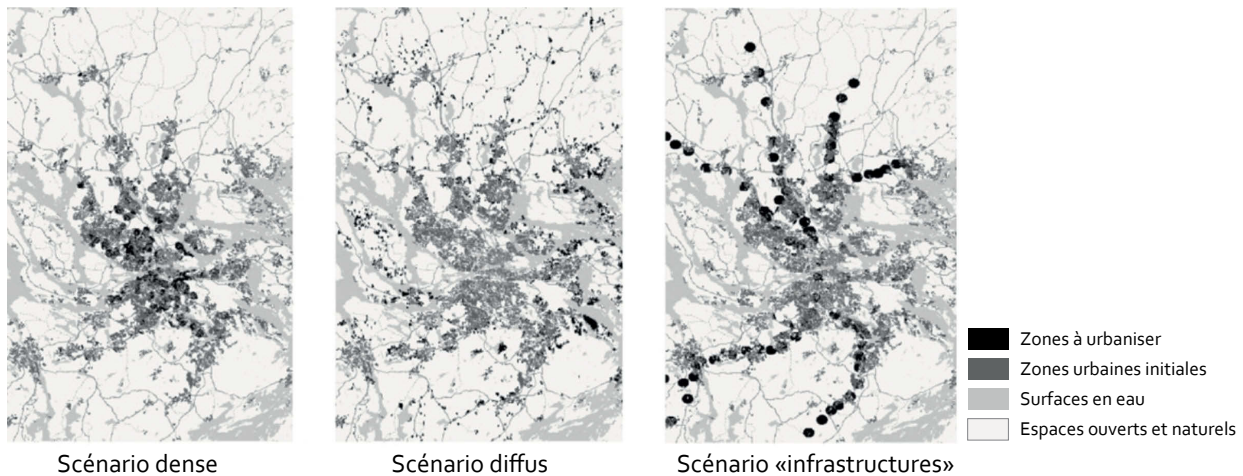 Zones à urbaniser
Zones urbaines initiales
Surfaces en eau
Espaces ouverts et naturels
Scénario dense
Scénario diffus
Scénario «infrastructures»